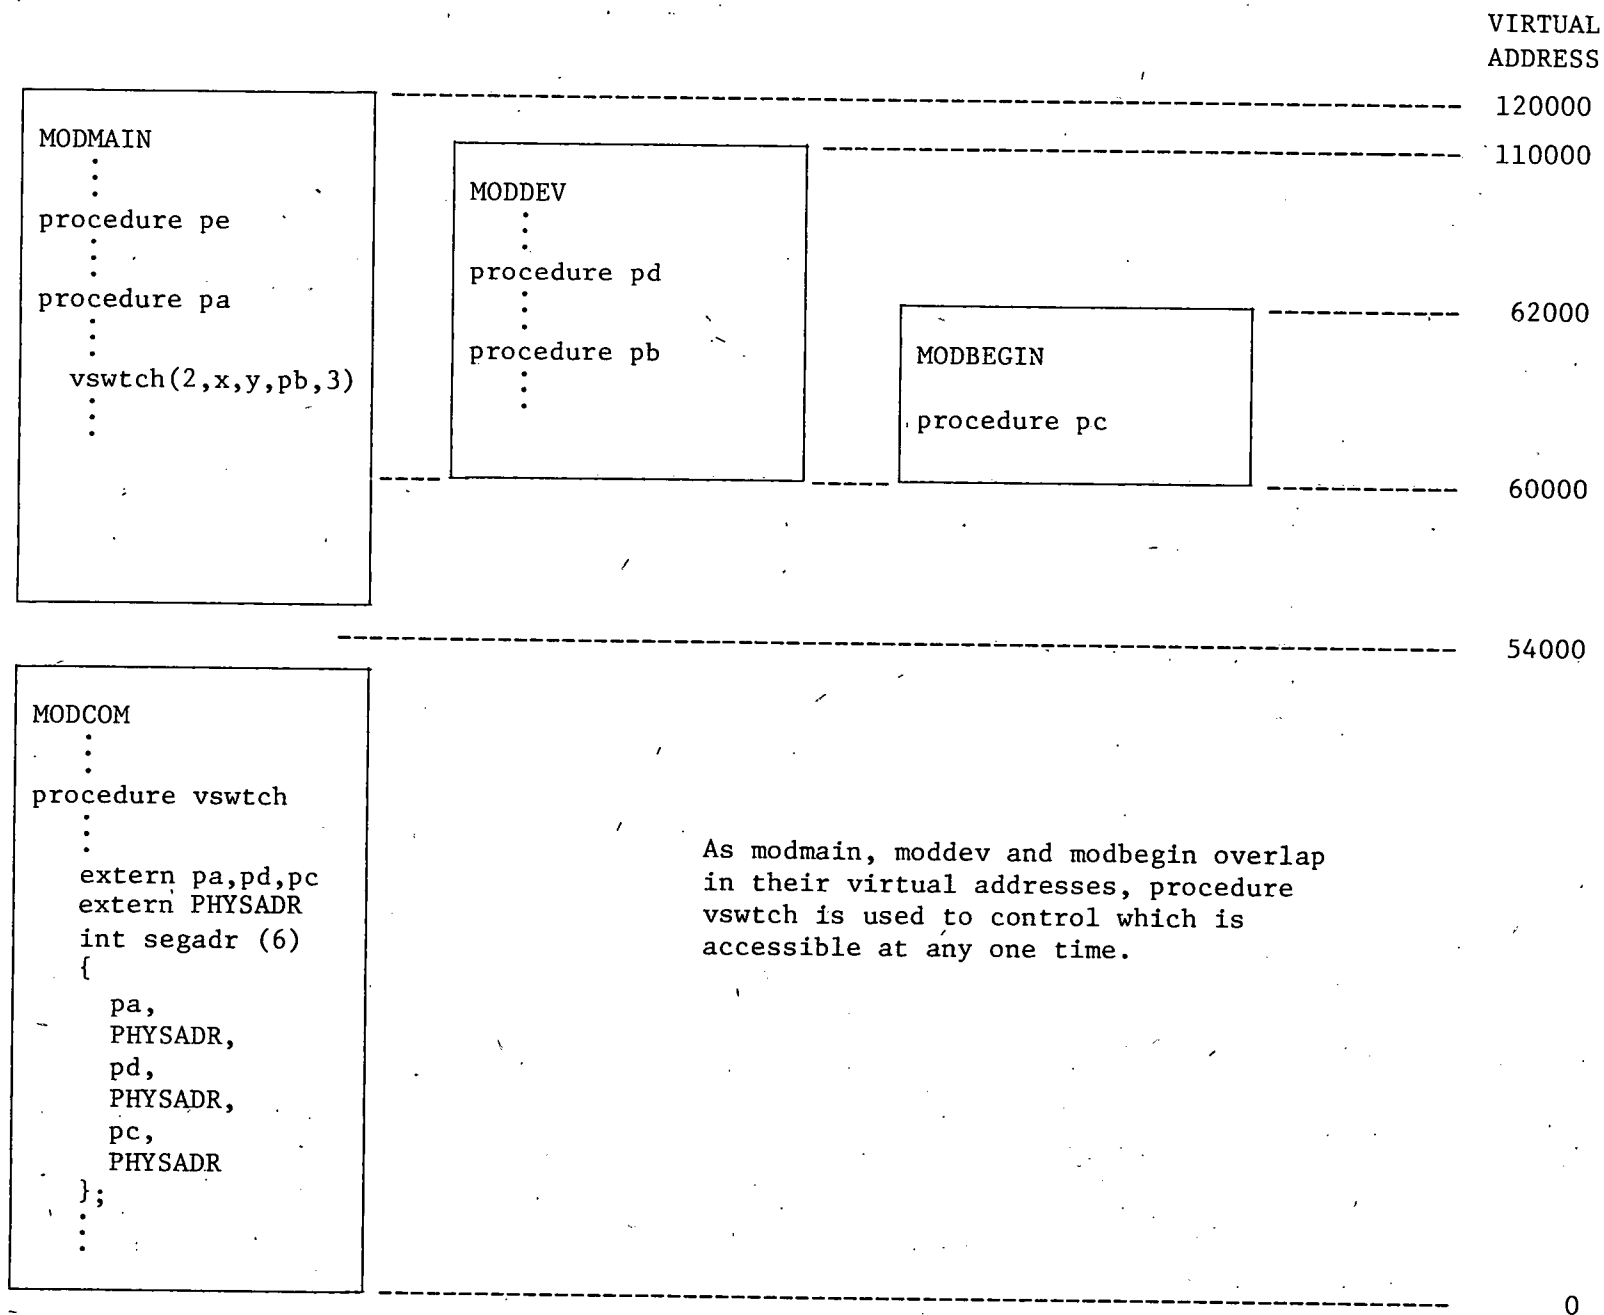 VIRTUAL
ADDRESS
120000
110000
MODMAIN
procedure pe
procedure pa
vswtch(2,x,y,pb,3)
MODDEV
procedure pd
procedure pb
62000
MODBEGIN
procedure pc
60000
54000
MODCOM
procedure vswtch
extern pa,pd,pc
extern PHYSADR
int segadr (6)
{
pa,
PHYSADR,
pd,
PHYSADR,
pc,
PHYSADR
};
As modmain, moddev and modbegin overlap
in their virtual addresses, procedure
vswtch is used to control which is
accessible at any one time.
0